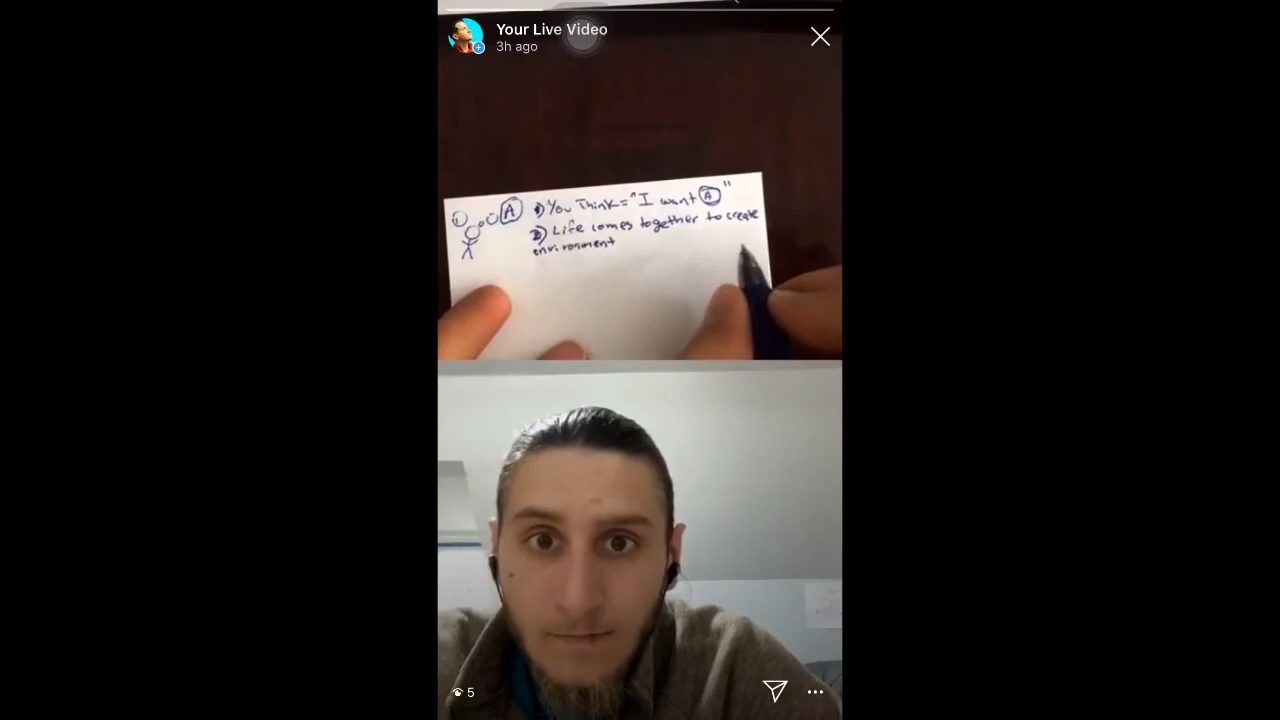 Your Live Video
3h ago
A 1) You Think = "I want A"
2) Life comes together to create
environment
5